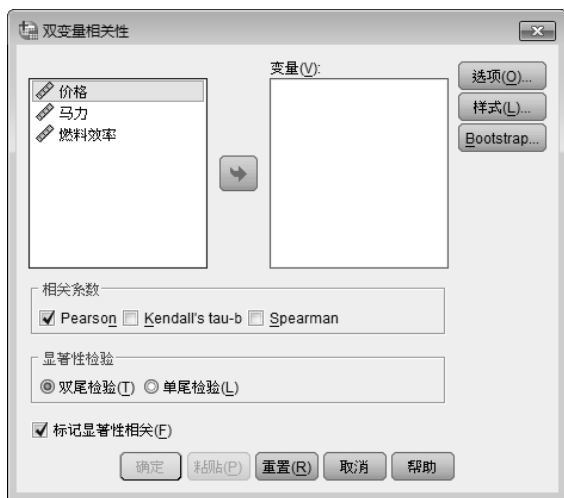 双变量相关性
变量(V):
价格
马力
燃料效率
选项(O)...
样式(L)...
Bootstrap...
相关系数
Pearson Kendall's tau-b Spearman
显著性检验
双尾检验(T) 单尾检验(L)
标记显著性相关(F)
确定 粘贴(P) 重置(R) 取消 帮助